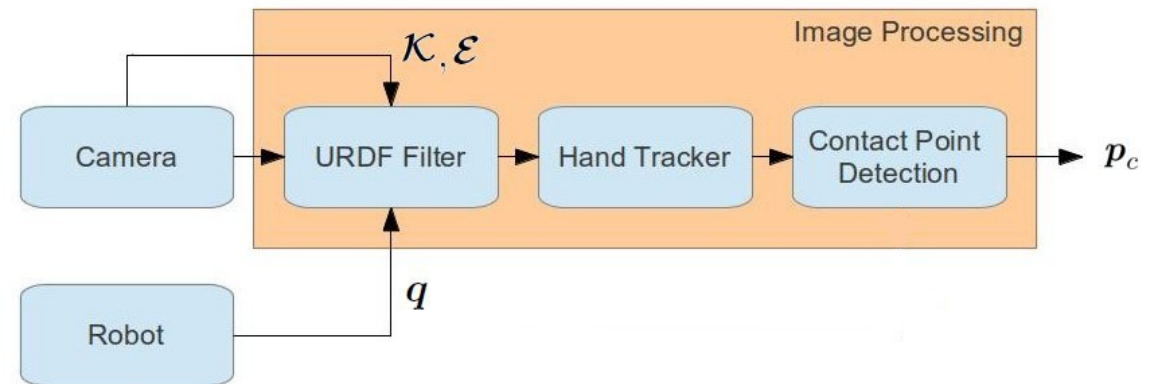 Image Processing
𝒦, ℰ
Camera
URDF Filter
Hand Tracker
Contact Point
Detection
p_c
q
Robot